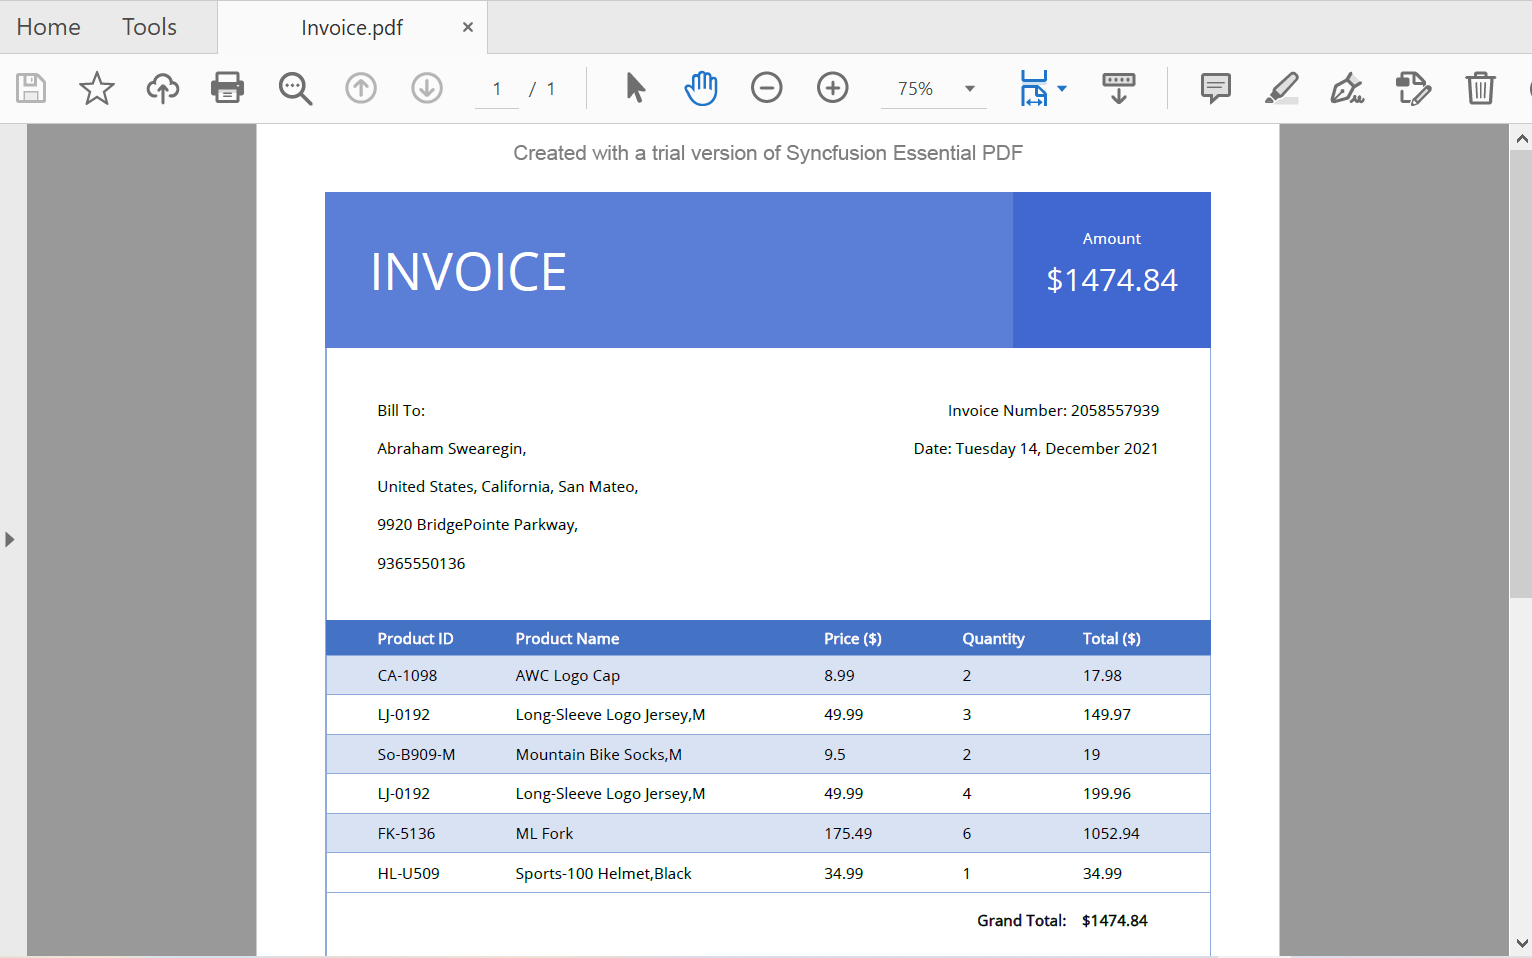 Home Tools Invoice.pdf ×
1 / 1 75%
Created with a trial version of Syncfusion Essential PDF
INVOICE
Amount
$1474.84
Bill To:
Abraham Swearegin,
United States, California, San Mateo,
9920 BridgePointe Parkway,
9365550136
Invoice Number: 2058557939
Date: Tuesday 14, December 2021
Product ID Product Name Price ($) Quantity Total ($)
CA-1098 AWC Logo Cap 8.99 2 17.98
LJ-0192 Long-Sleeve Logo Jersey,M 49.99 3 149.97
So-B909-M Mountain Bike Socks,M 9.5 2 19
LJ-0192 Long-Sleeve Logo Jersey,M 49.99 4 199.96
FK-5136 ML Fork 175.49 6 1052.94
HL-U509 Sports-100 Helmet,Black 34.99 1 34.99
Grand Total: $1474.84